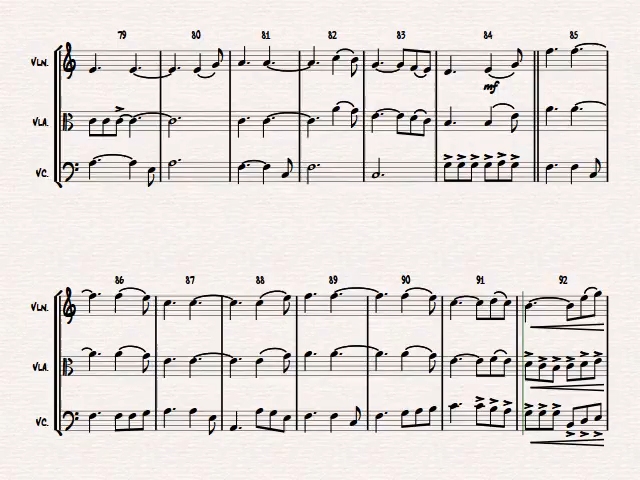 79 80 81 82 83 84 85
VLN.
mf
VLA.
VC.
86 87 88 89 90 91 92
VLN.
VLA.
VC.